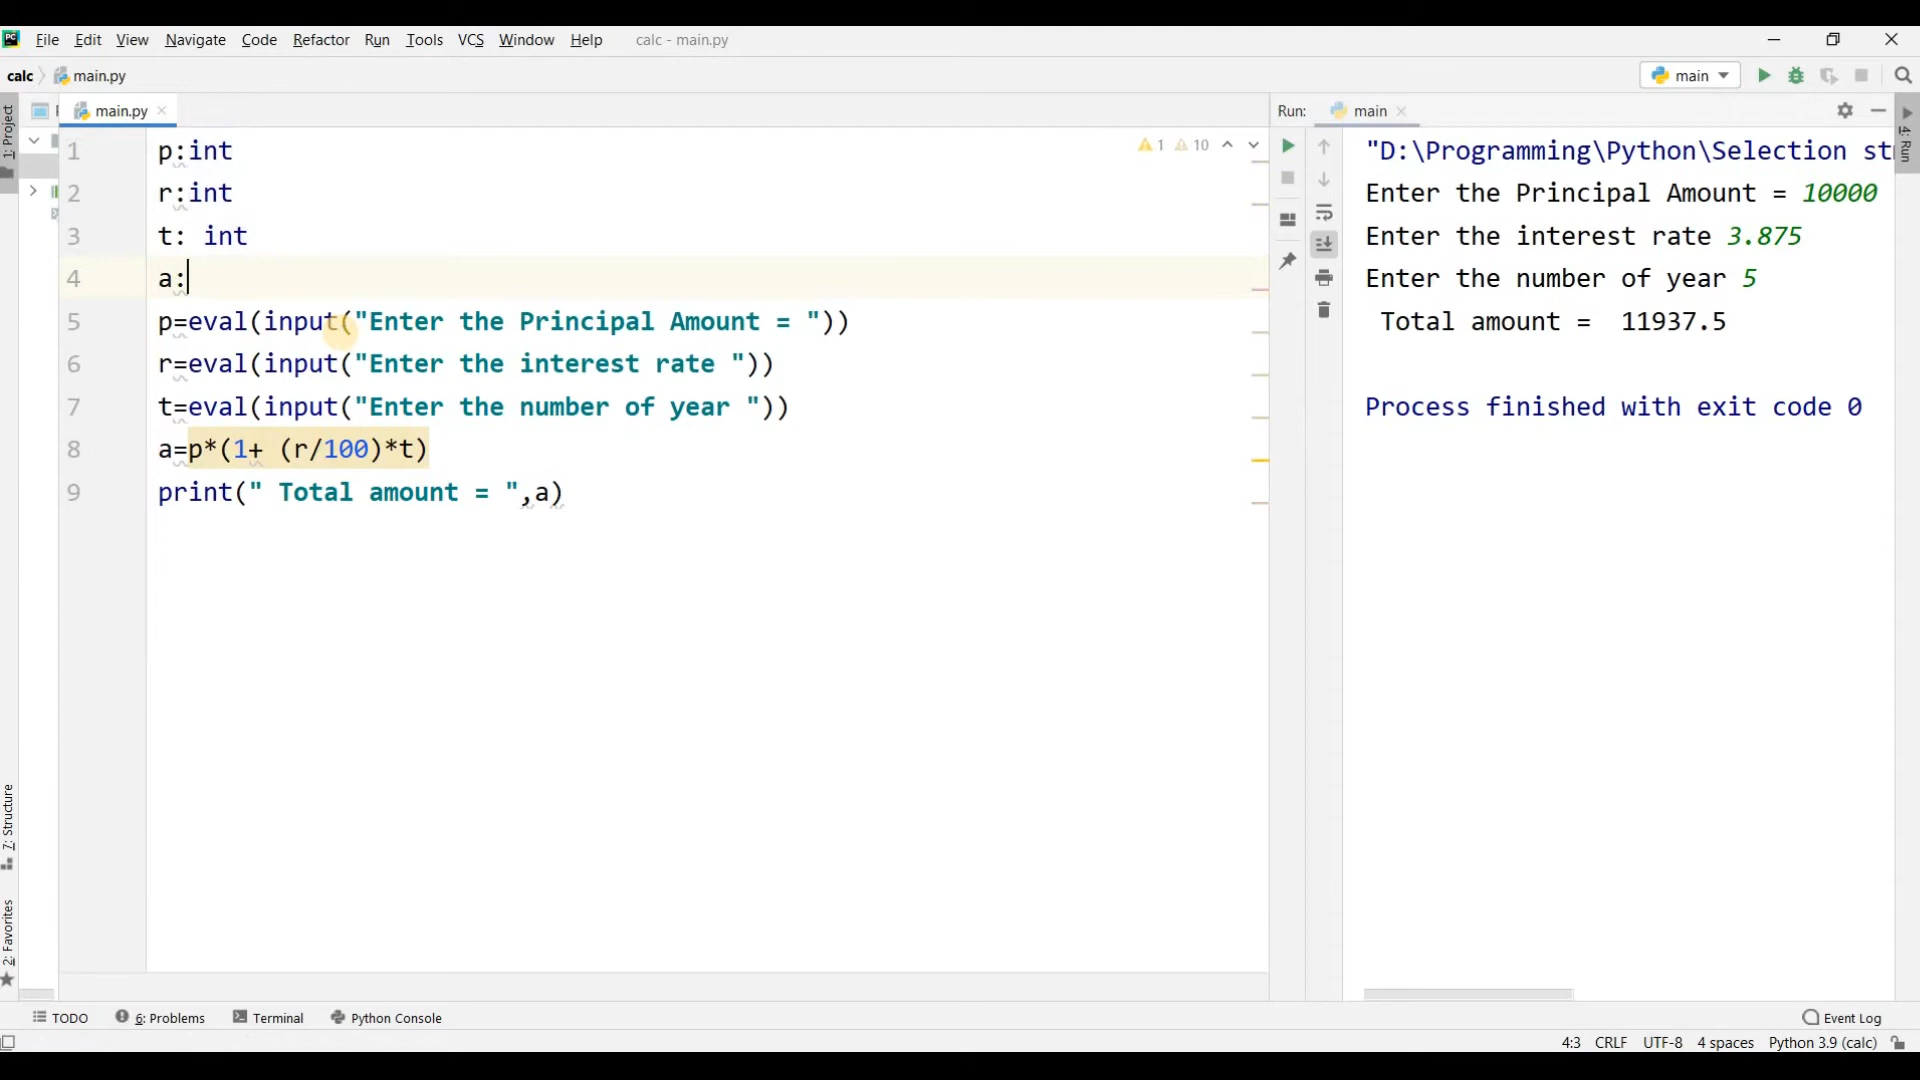 File Edit View Navigate Code Refactor Run Tools VCS Window Help calc - main.py
calc main.py
main
1: Project
main.py
1 10
1 p:int
2 r:int
3 t: int
4 a:
5 p=eval(input("Enter the Principal Amount = "))
6 r=eval(input("Enter the interest rate "))
7 t=eval(input("Enter the number of year "))
8 a=p*(1+ (r/100)*t)
9 print(" Total amount = ",a)
Run: main
4: Run
"D:\Programming\Python\Selection
Enter the Principal Amount = 10000
Enter the interest rate 3.875
Enter the number of year 5
Total amount = 11937.5
Process finished with exit code 0
7: Structure
2: Favorites
TODO 6: Problems Terminal Python Console Event Log
4:3 CRLF UTF-8 4 spaces Python 3.9 (calc)